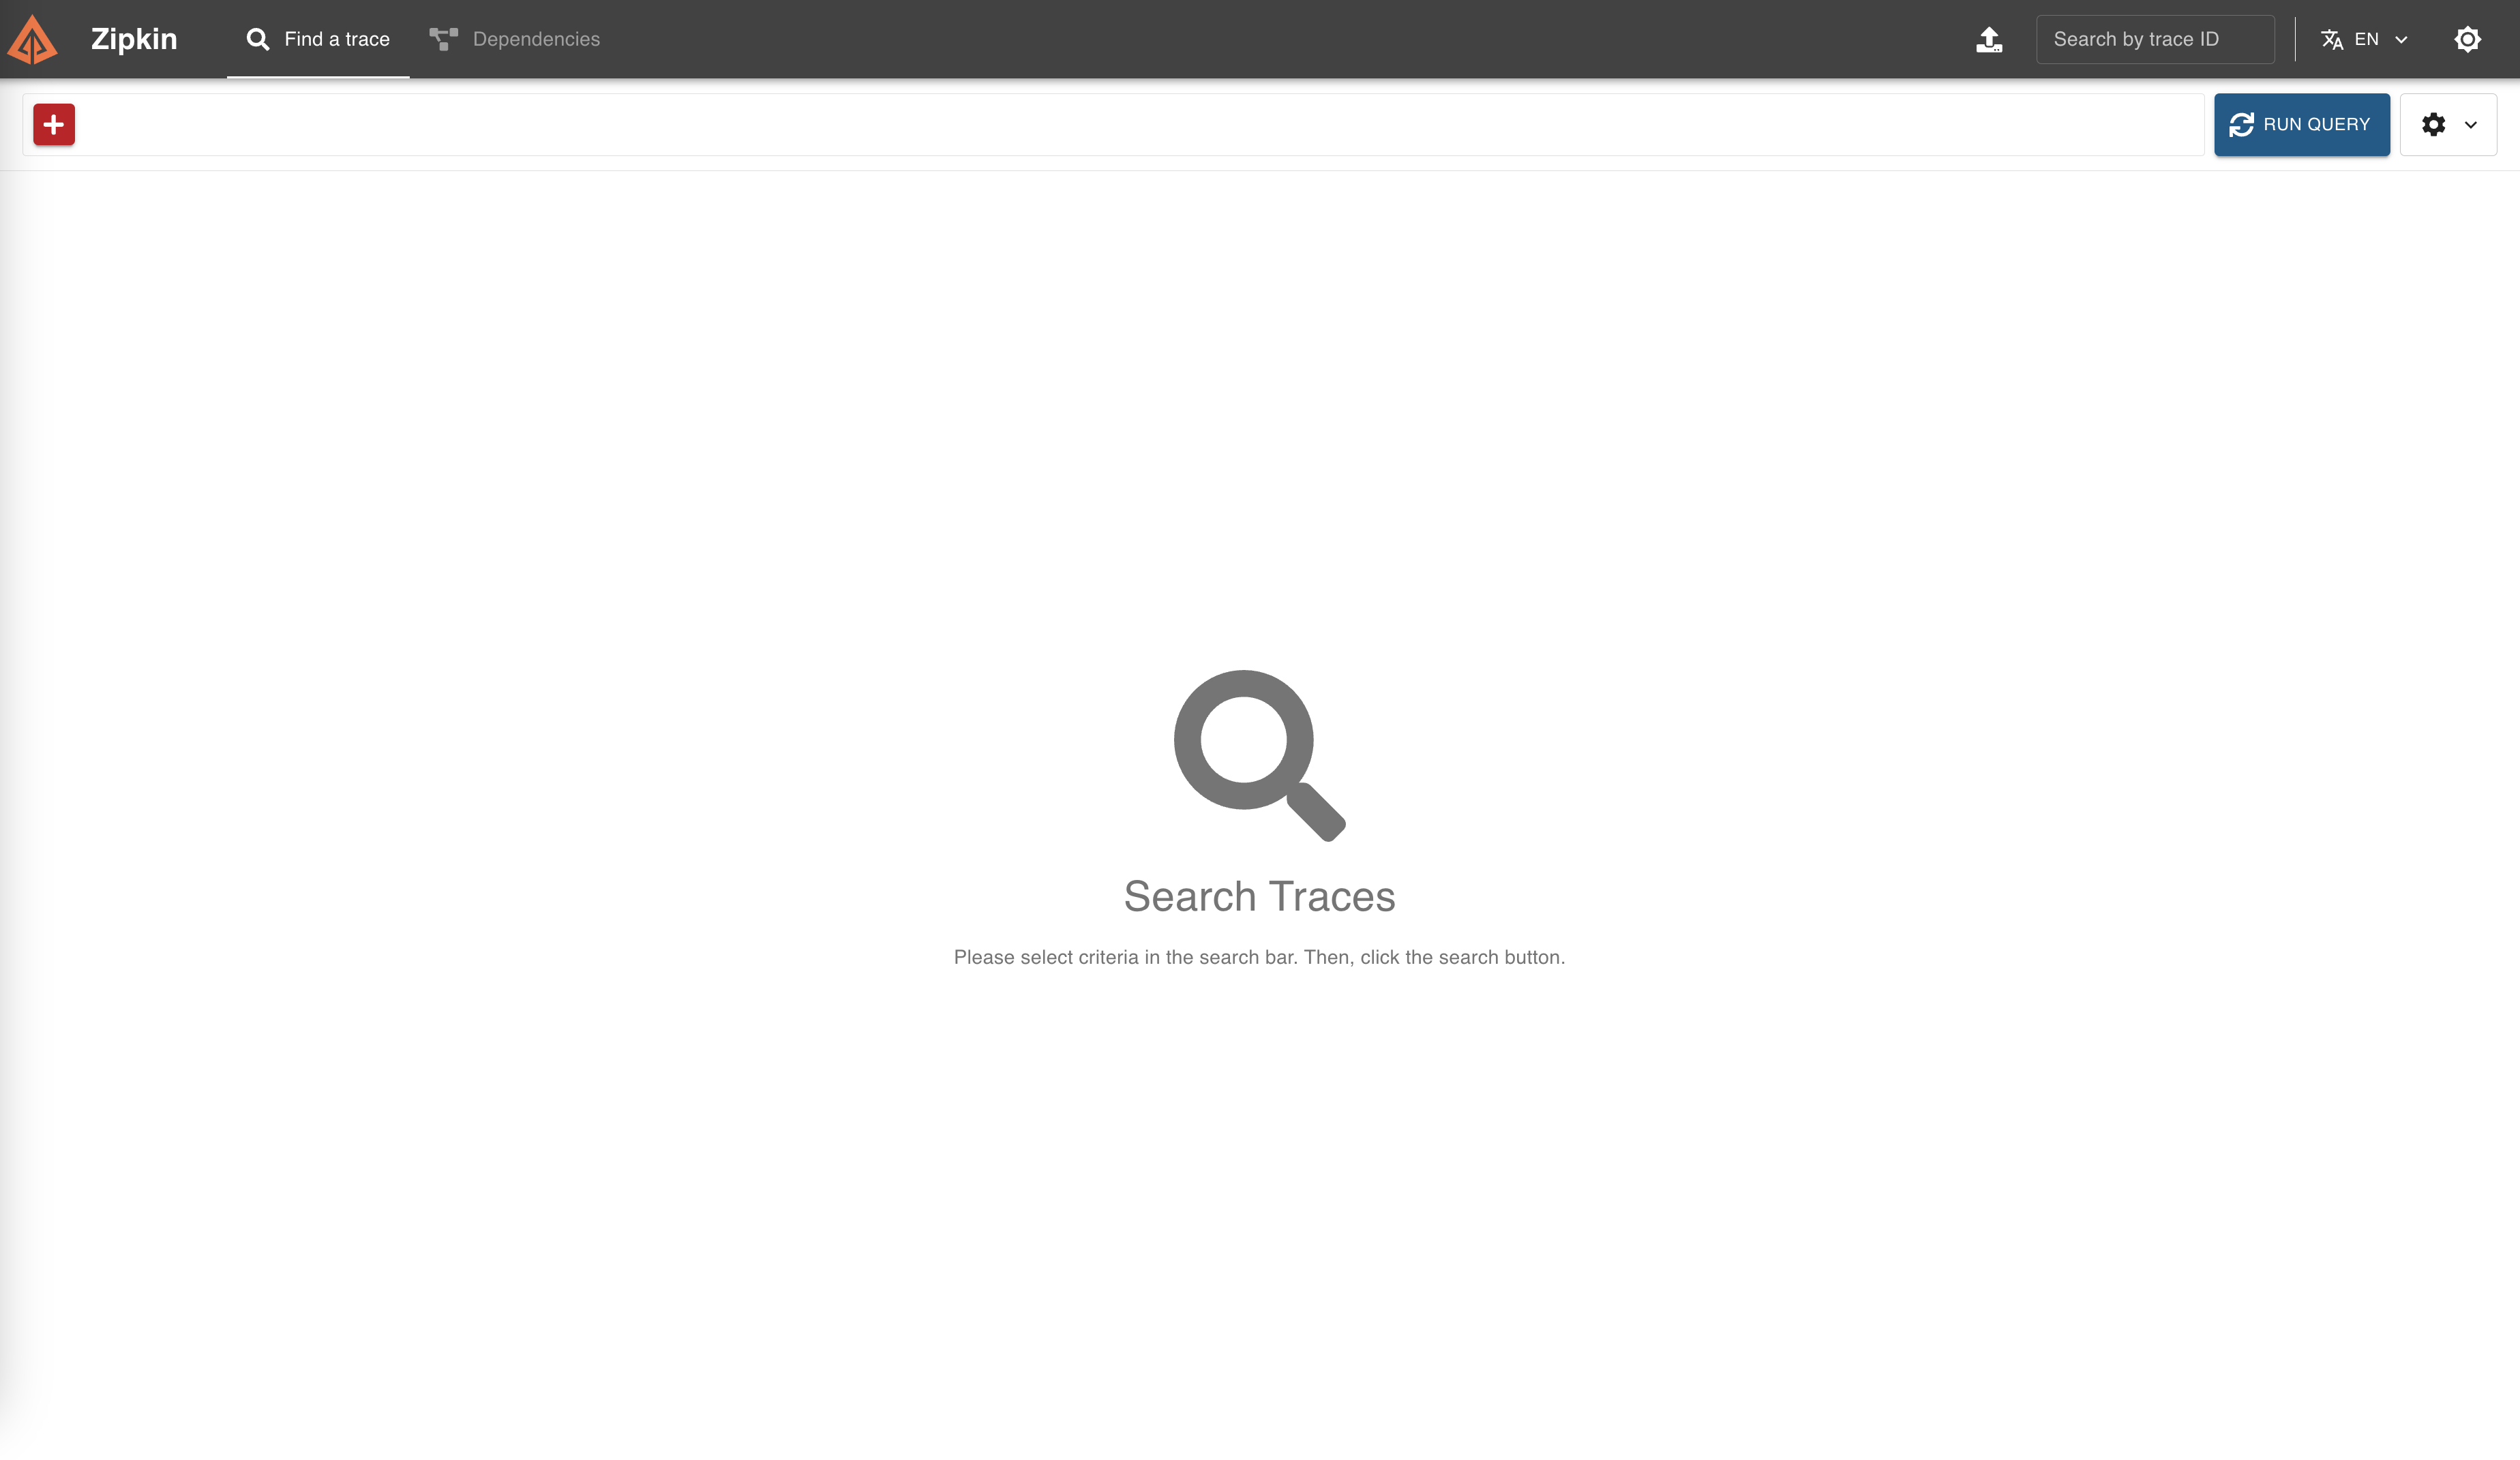 Zipkin
Find a trace
Dependencies
Search by trace ID
EN
RUN QUERY
Search Traces
Please select criteria in the search bar. Then, click the search button.